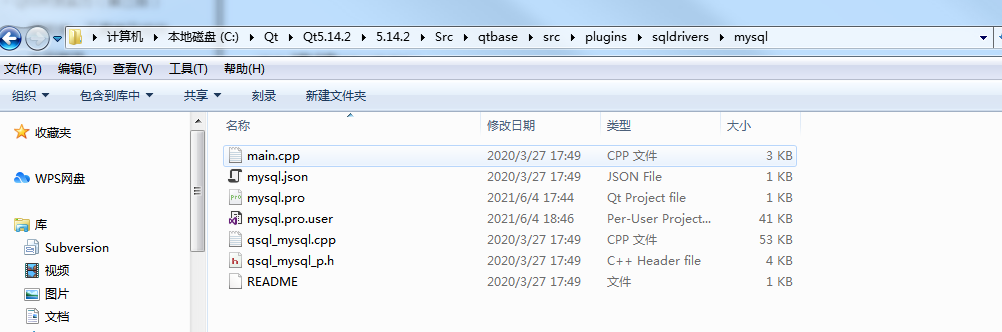 计算机 本地磁盘 (C:) Qt Qt5.14.2 5.14.2 Src qtbase src plugins sqldrivers mysql
文件(F) 编辑(E) 查看(V) 工具(T) 帮助(H)
组织 包含到库中 共享 刻录 新建文件夹
收藏夹
WPS网盘
库
Subversion
视频
图片
文档
名称 修改日期 类型 大小
main.cpp 2020/3/27 17:49 CPP 文件 3 KB
mysql.json 2020/3/27 17:49 JSON File 1 KB
mysql.pro 2021/6/4 17:44 Qt Project file 1 KB
mysql.pro.user 2021/6/4 18:46 Per-User Project... 41 KB
qsql_mysql.cpp 2020/3/27 17:49 CPP 文件 53 KB
qsql_mysql_p.h 2020/3/27 17:49 C++ Header file 4 KB
README 2020/3/27 17:49 文件 1 KB